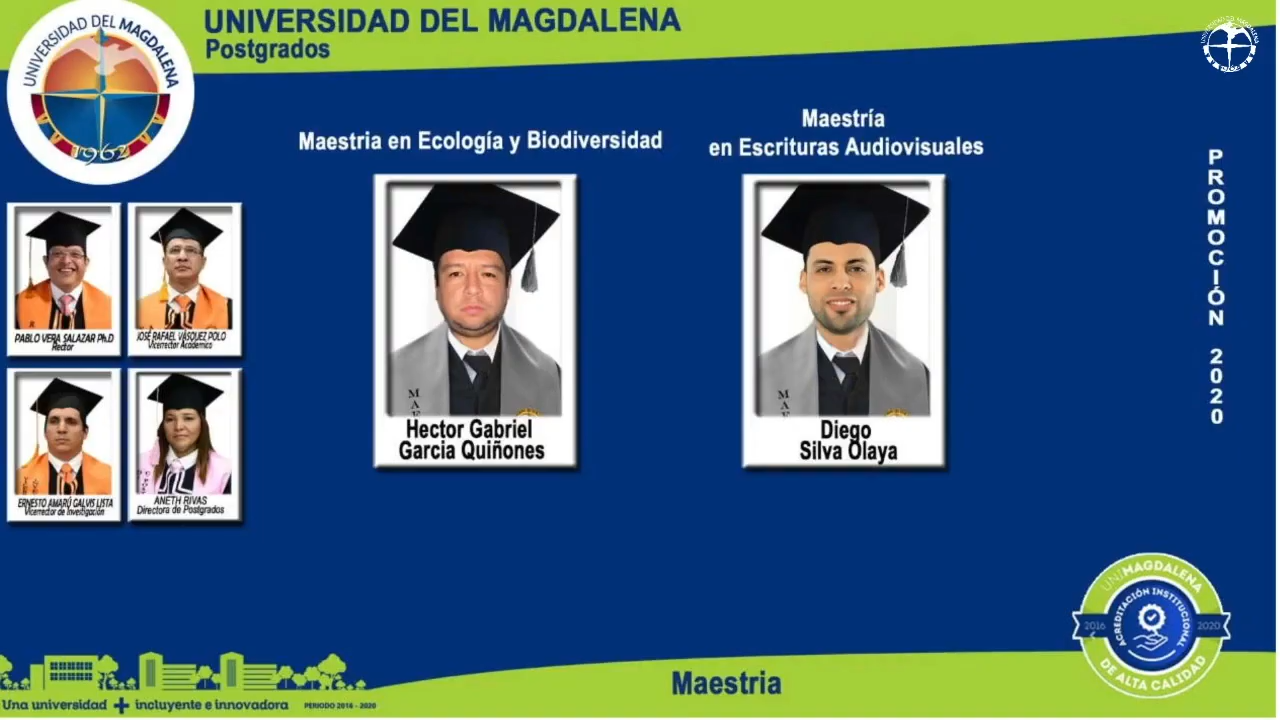 UNIVERSIDAD DEL MAGDALENA
Postgrados
UNIVERSIDAD DEL MAGDALENA
1962
Maestria en Ecología y Biodiversidad
Maestría
en Escrituras Audiovisuales
PROMOCIÓN 2020
PABLO VERA SALAZAR Ph.D
Rector
JOSÉ RAFAEL VÁSQUEZ POLO
Vicerrector Académico
ERNESTO AMARÚ GALVIS LISTA
Vicerrector de Investigación
ANETH RIVAS
Directora de Postgrados
MAE
Hector Gabriel
Garcia Quiñones
MAE
Diego
Silva Olaya
UNIMAGDALENA
ACREDITACIÓN INSTITUCIONAL
2016
2020
DE ALTA CALIDAD
Maestria
Una universidad + incluyente e innovadora
PERIODO 2016 - 2020